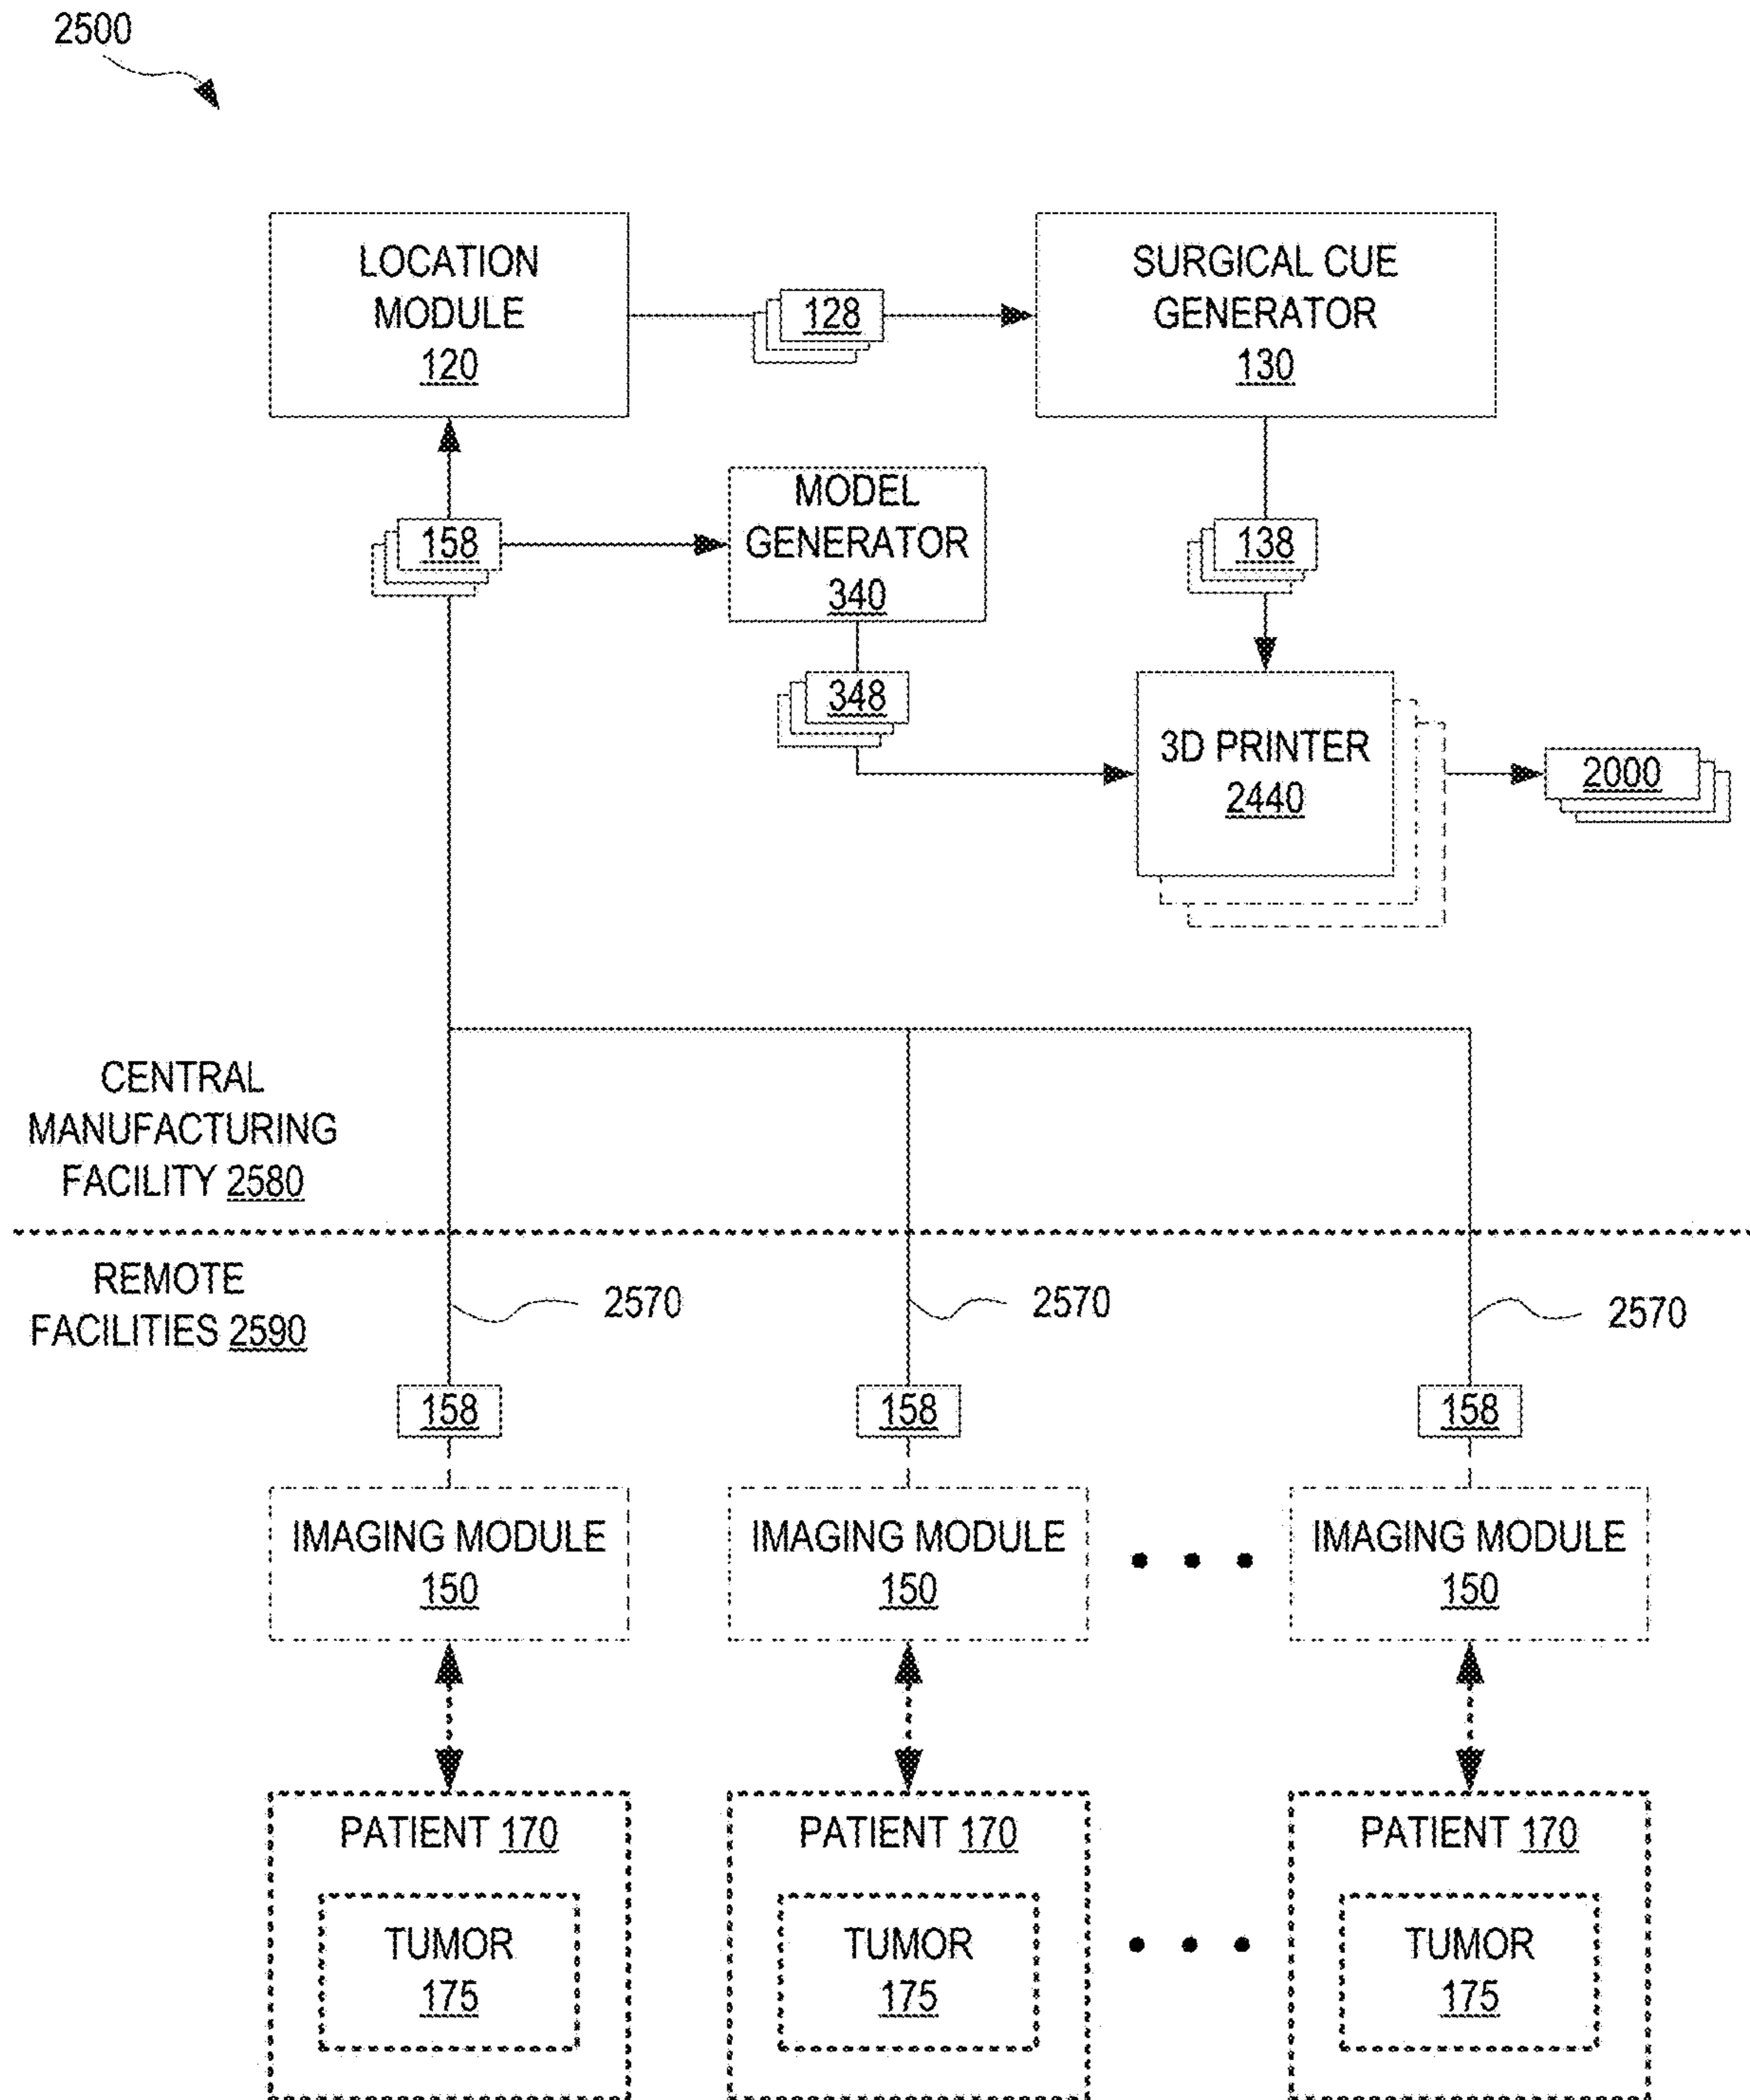 2500
LOCATION
MODULE
120
128
SURGICAL CUE
GENERATOR
130
158
MODEL
GENERATOR
340
138
348
3D PRINTER
2440
2000
CENTRAL
MANUFACTURING
FACILITY 2580
REMOTE
FACILITIES 2590
2570
2570
2570
158
158
158
IMAGING MODULE
150
IMAGING MODULE
150
IMAGING MODULE
150
PATIENT 170
TUMOR
175
PATIENT 170
TUMOR
175
PATIENT 170
TUMOR
175